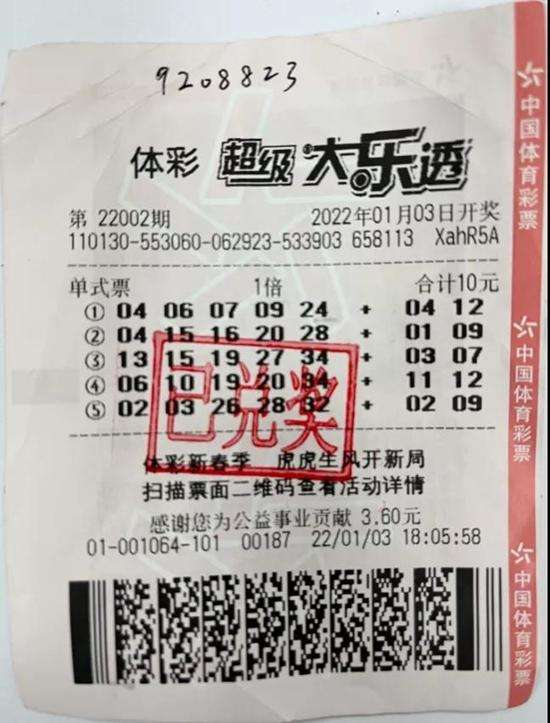 9208823
体彩 超级大乐透
第 22002期 2022年01月03日开奖
110130-553060-062923-533903 658113 XahR5A
单式票 1倍 合计10元
① 04 06 07 09 24 + 04 12
② 04 15 16 20 28 + 01 09
③ 13 15 19 27 34 + 03 07
④ 06 10 19 20 34 + 11 12
⑤ 02 03 26 28 32 + 02 09
已兑奖
体彩新春季 虎虎生风开新局
扫描票面二维码查看活动详情
感谢您为公益事业贡献 3.60元
01-001064-101 00187 22/01/03 18:05:58
中国体育彩票
中国体育彩票
中国体育彩票